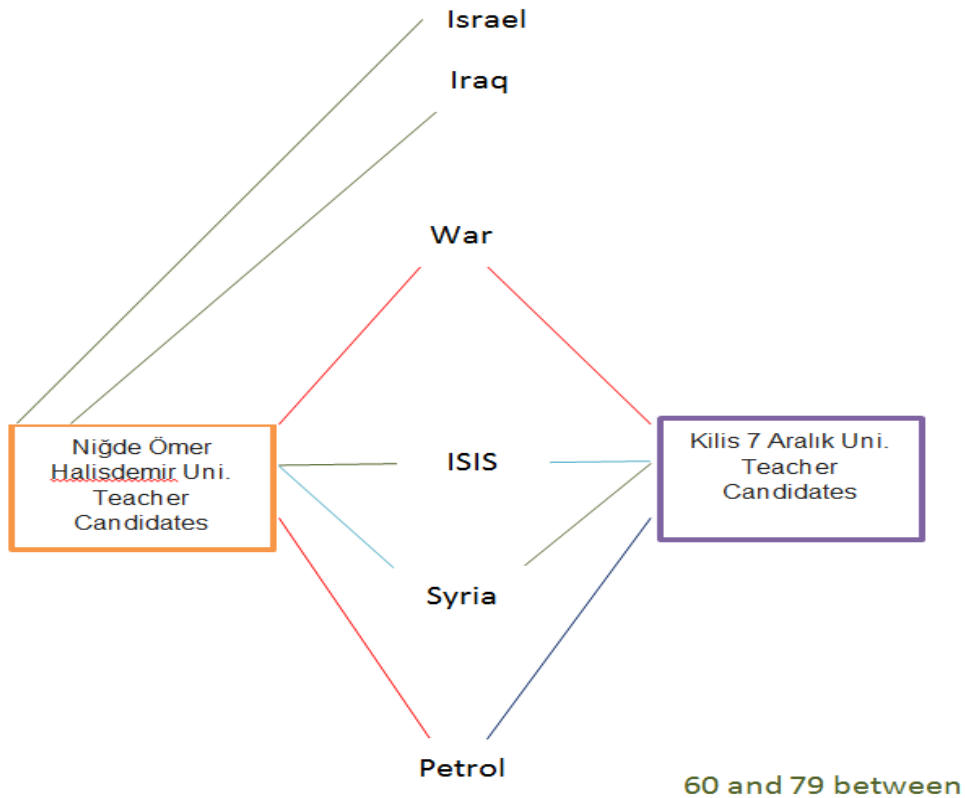 Israel
Iraq
War
Niğde Ömer
Halisdemir Uni.
Teacher
Candidates
ISIS
Kilis 7 Aralık Uni.
Teacher
Candidates
Syria
Petrol
60 and 79 between